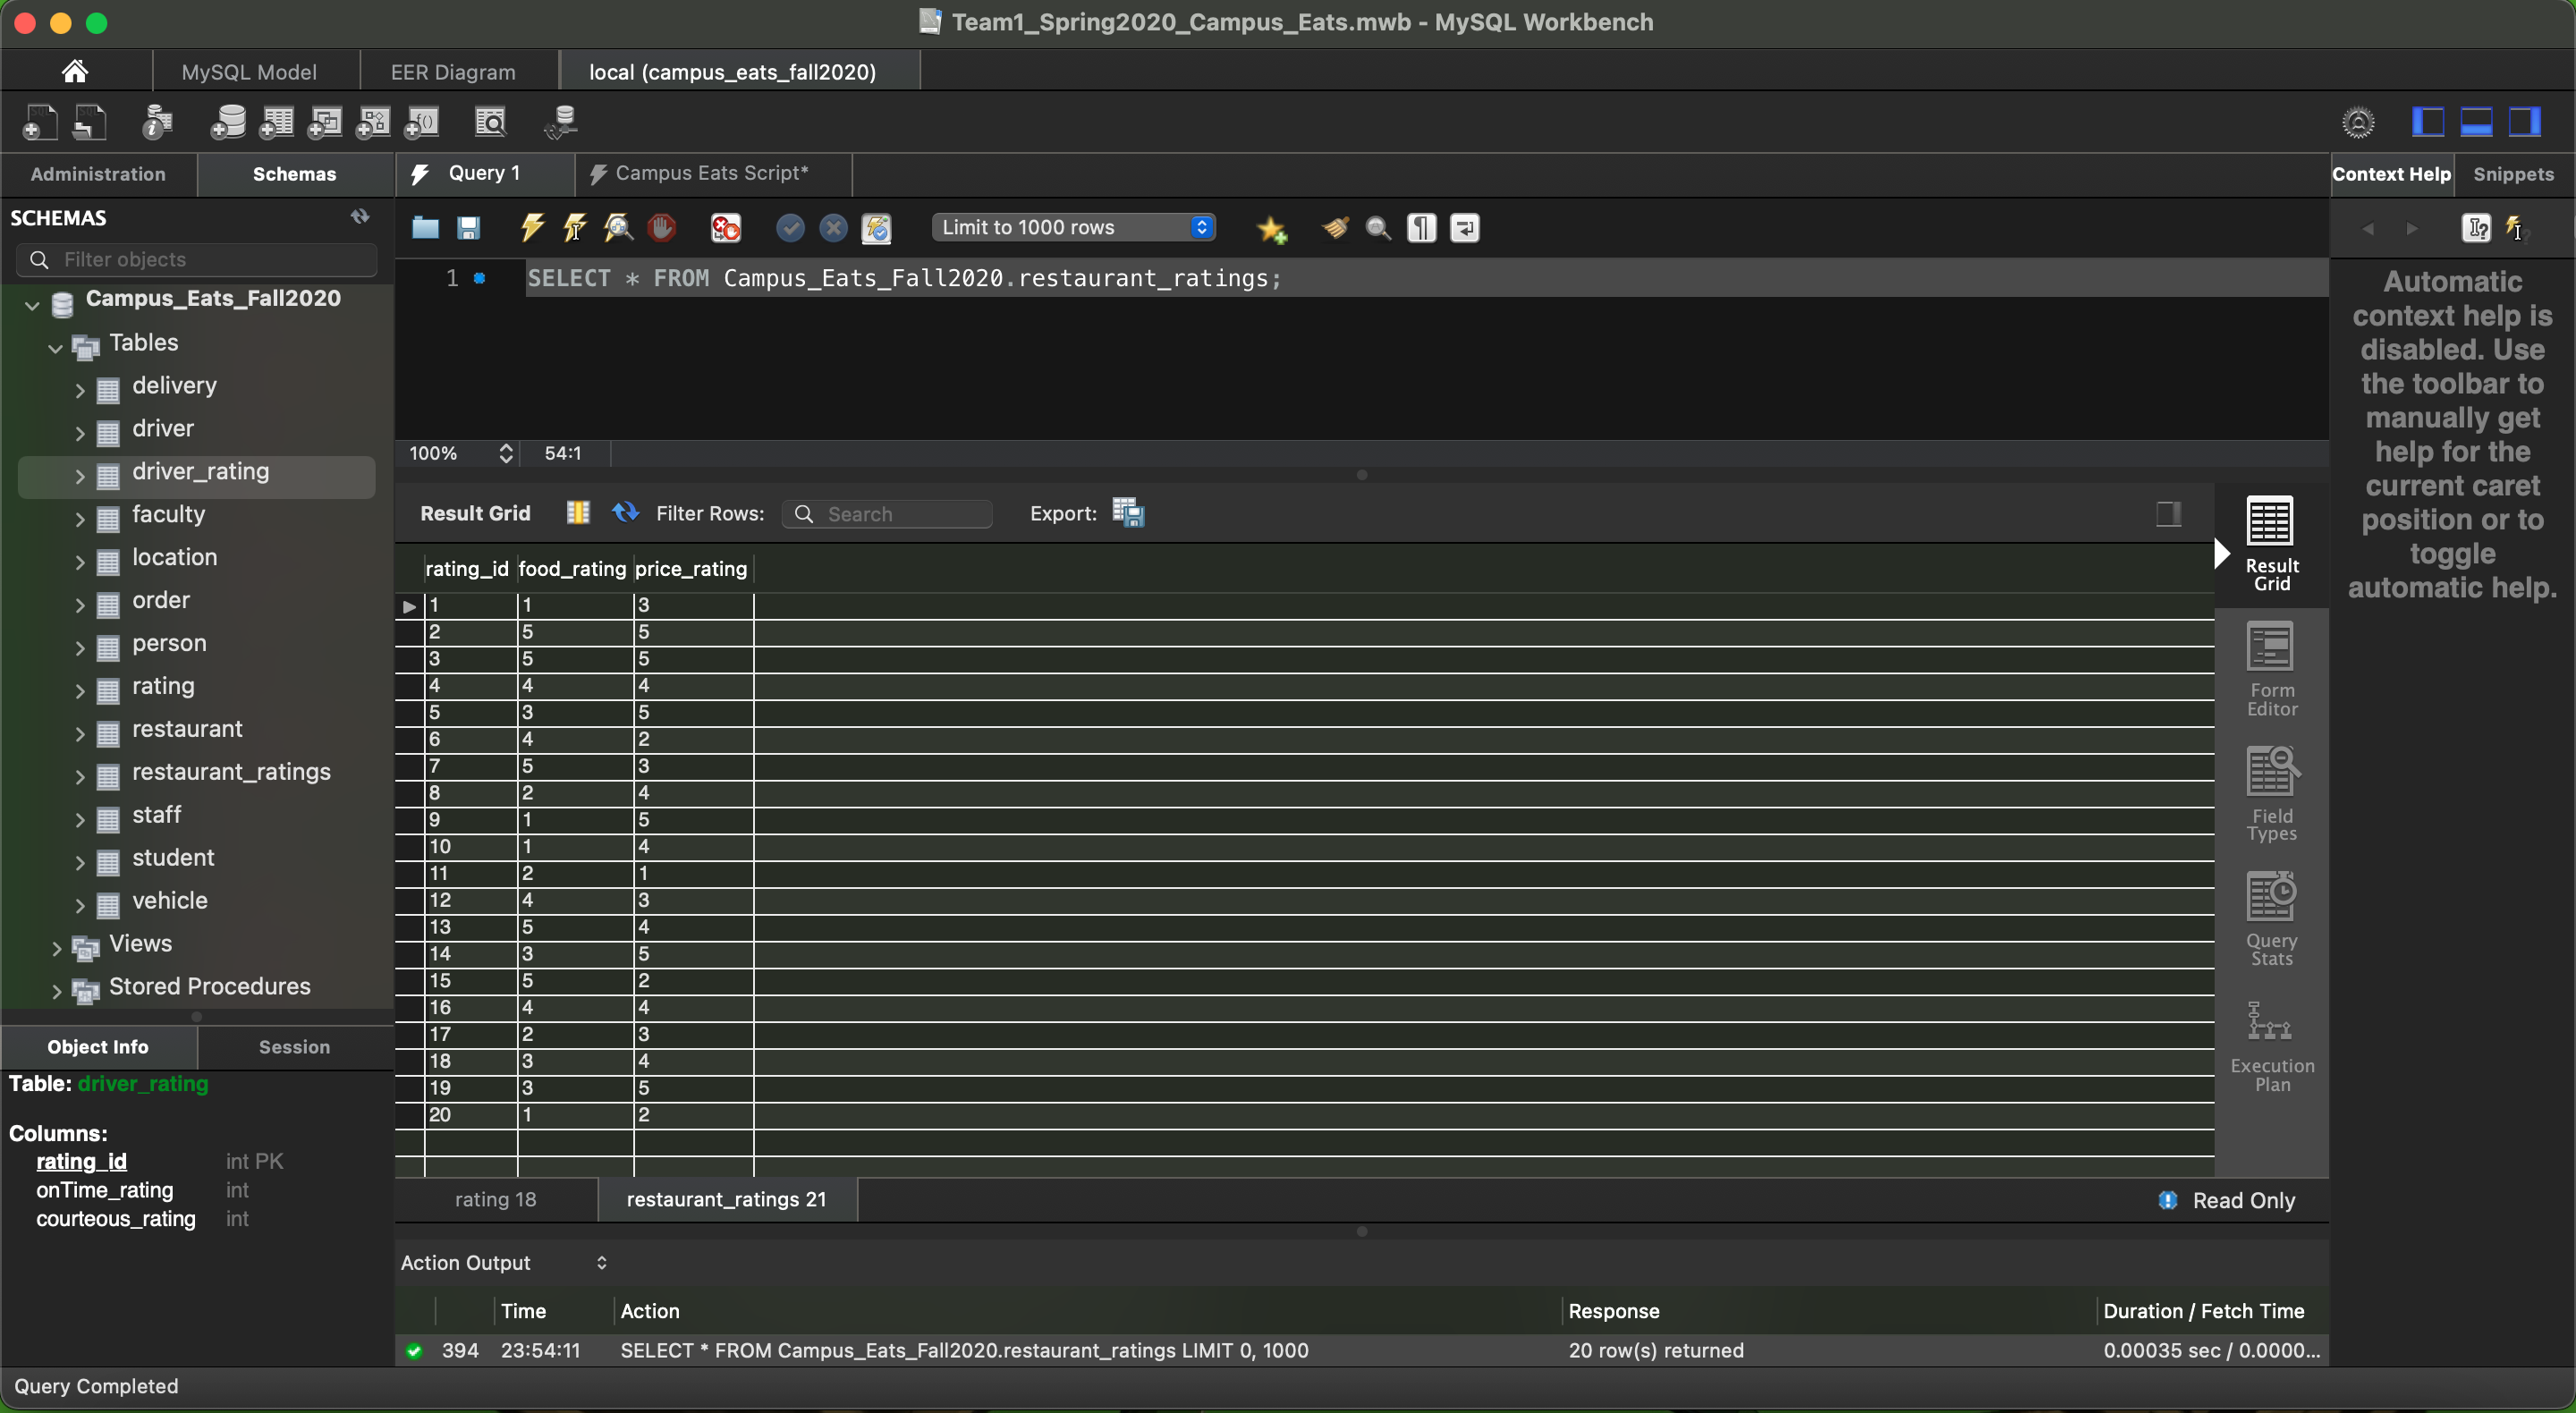 Team1_Spring2020_Campus_Eats.mwb - MySQL Workbench
MySQL Model
EER Diagram
local (campus_eats_fall2020)
Administration
Schemas
Query 1
Campus Eats Script*
Context Help
Snippets
SCHEMAS
Limit to 1000 rows
Filter objects
1
SELECT * FROM Campus_Eats_Fall2020.restaurant_ratings;
Automatic
context help is
disabled. Use
the toolbar to
manually get
help for the
current caret
position or to
toggle
automatic help.
Campus_Eats_Fall2020
Tables
delivery
driver
driver_rating
faculty
location
order
person
rating
restaurant
restaurant_ratings
staff
student
vehicle
Views
Stored Procedures
100%
54:1
Result Grid
Filter Rows:
Search
Export:
rating_id food_rating price_rating
1 1 3
2 5 5
3 5 5
4 4 4
5 3 5
6 4 2
7 5 3
8 2 4
9 1 5
10 1 4
11 2 1
12 4 3
13 5 4
14 3 5
15 5 2
16 4 4
17 2 3
18 3 4
19 3 5
20 1 2
Result
Grid
Form
Editor
Field
Types
Query
Stats
Execution
Plan
Object Info
Session
Table: driver_rating
Columns:
rating_id int PK
onTime_rating int
courteous_rating int
rating 18
restaurant_ratings 21
Read Only
Action Output
Time Action Response Duration / Fetch Time
394 23:54:11 SELECT * FROM Campus_Eats_Fall2020.restaurant_ratings LIMIT 0, 1000 20 row(s) returned 0.00035 sec / 0.0000...
Query Completed